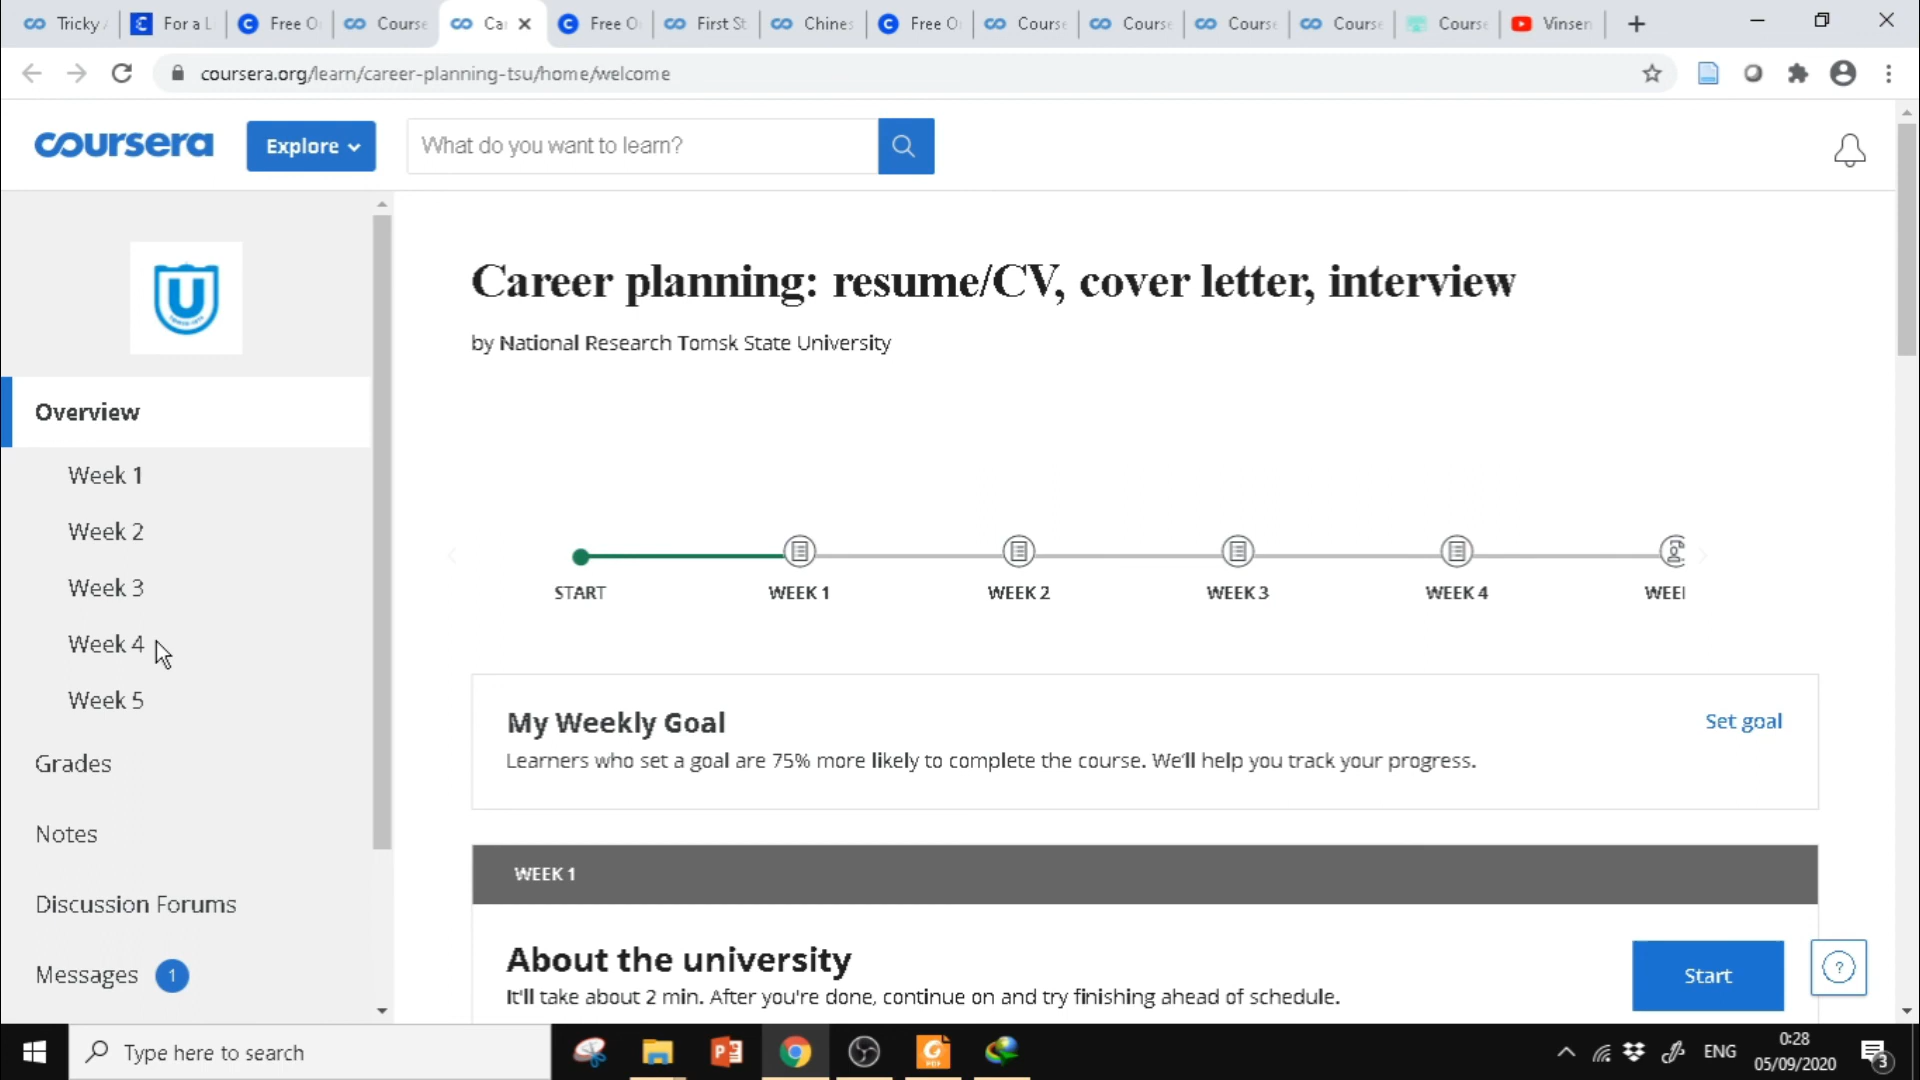 Tricky
For a L
Free O
Course
Ca
Free O
First St
Chines
Free O
Course
Course
Course
Course
Course
Vinsen
coursera.org/learn/career-planning-tsu/home/welcome
coursera
Explore
What do you want to learn?
Career planning: resume/CV, cover letter, interview
by National Research Tomsk State University
Overview
Week 1
Week 2
Week 3
Week 4
Week 5
Grades
Notes
Discussion Forums
Messages 1
START
WEEK 1
WEEK 2
WEEK 3
WEEK 4
WEEI
My Weekly Goal
Set goal
Learners who set a goal are 75% more likely to complete the course. We'll help you track your progress.
WEEK 1
About the university
It'll take about 2 min. After you're done, continue on and try finishing ahead of schedule.
Start
?
Type here to search
ENG
0:28
05/09/2020
3